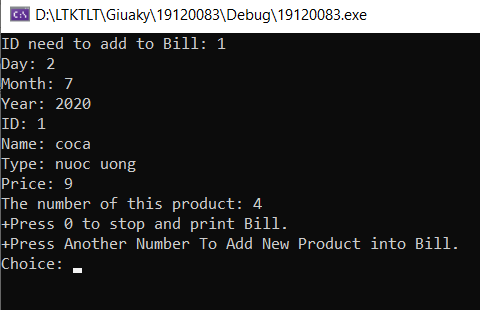 D:\LTKTLT\Giuaky\19120083\Debug\19120083.exe
ID need to add to Bill: 1
Day: 2
Month: 7
Year: 2020
ID: 1
Name: coca
Type: nuoc uong
Price: 9
The number of this product: 4
+Press 0 to stop and print Bill.
+Press Another Number To Add New Product into Bill.
Choice: